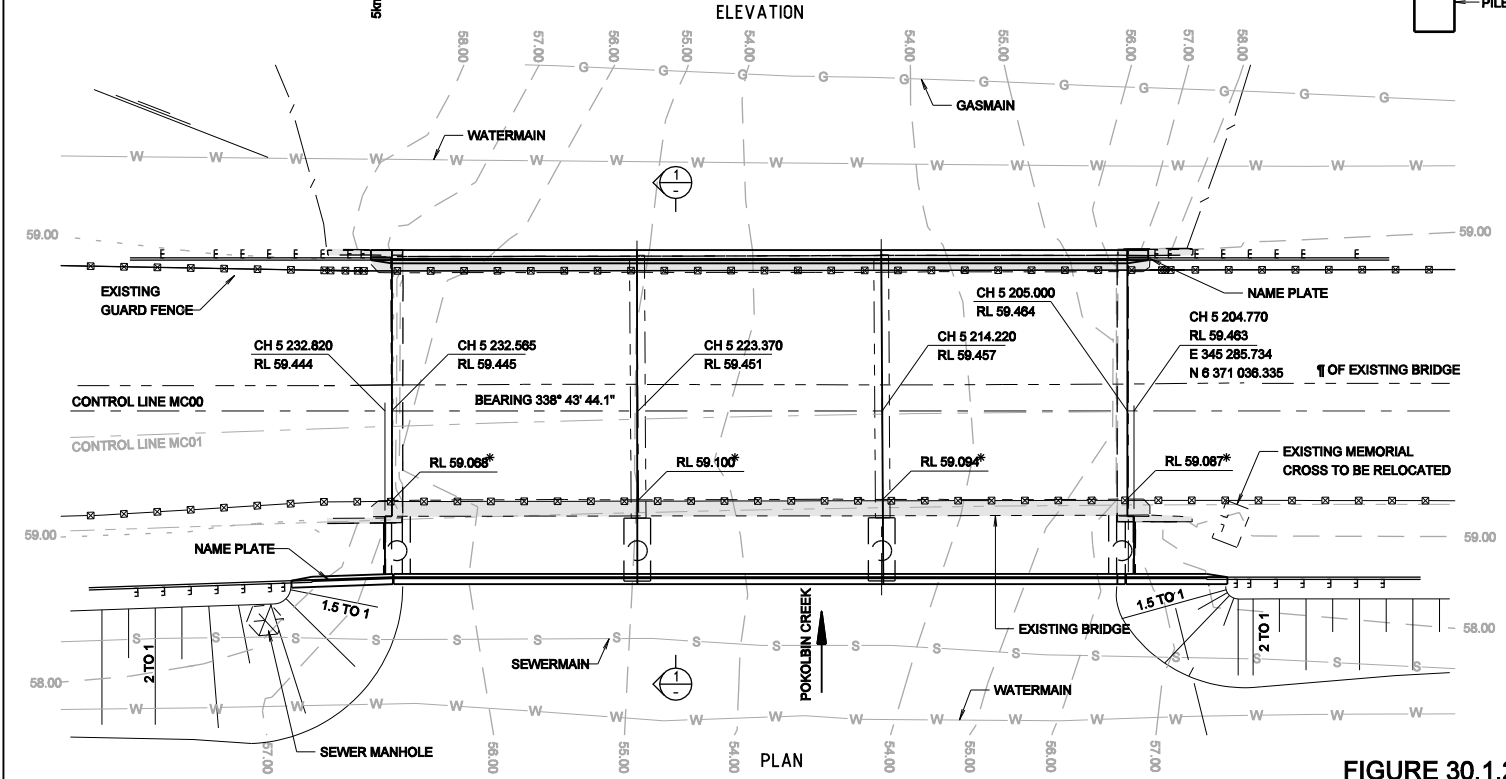 ELEVATION
5km
PILE
58.00
57.00
56.00
55.00
54.00
54.00
55.00
56.00
57.00
58.00
G G G G G G G G G G G
GASMAIN
WATERMAIN
W W W W W W W W W W W W W W W W W
1
-
59.00
59.00
E E E E E
E E E E E E E
EXISTING
GUARD FENCE
NAME PLATE
CH 5 205.000
RL 59.464
CH 5 204.770
RL 59.463
E 345 285.734
N 6 371 036.335
CH 5 232.820
RL 59.444
CH 5 232.565
RL 59.445
CH 5 223.370
RL 59.451
CH 5 214.220
RL 59.457
¶ OF EXISTING BRIDGE
CONTROL LINE MC00
BEARING 338° 43' 44.1"
CONTROL LINE MC01
RL 59.068*
RL 59.100*
RL 59.094*
RL 59.087*
EXISTING MEMORIAL
CROSS TO BE RELOCATED
59.00
59.00
NAME PLATE
1.5 TO 1
1.5 TO 1
2 TO 1
2 TO 1
S S S S S S S S S S S S S S S S S
EXISTING BRIDGE
58.00
58.00
SEWERMAIN
POKOLBIN CREEK
1
-
WATERMAIN
W W W W W W W W W W W W W W W W W
SEWER MANHOLE
57.00
56.00
55.00
54.00
54.00
55.00
56.00
57.00
PLAN
FIGURE 30.1.2